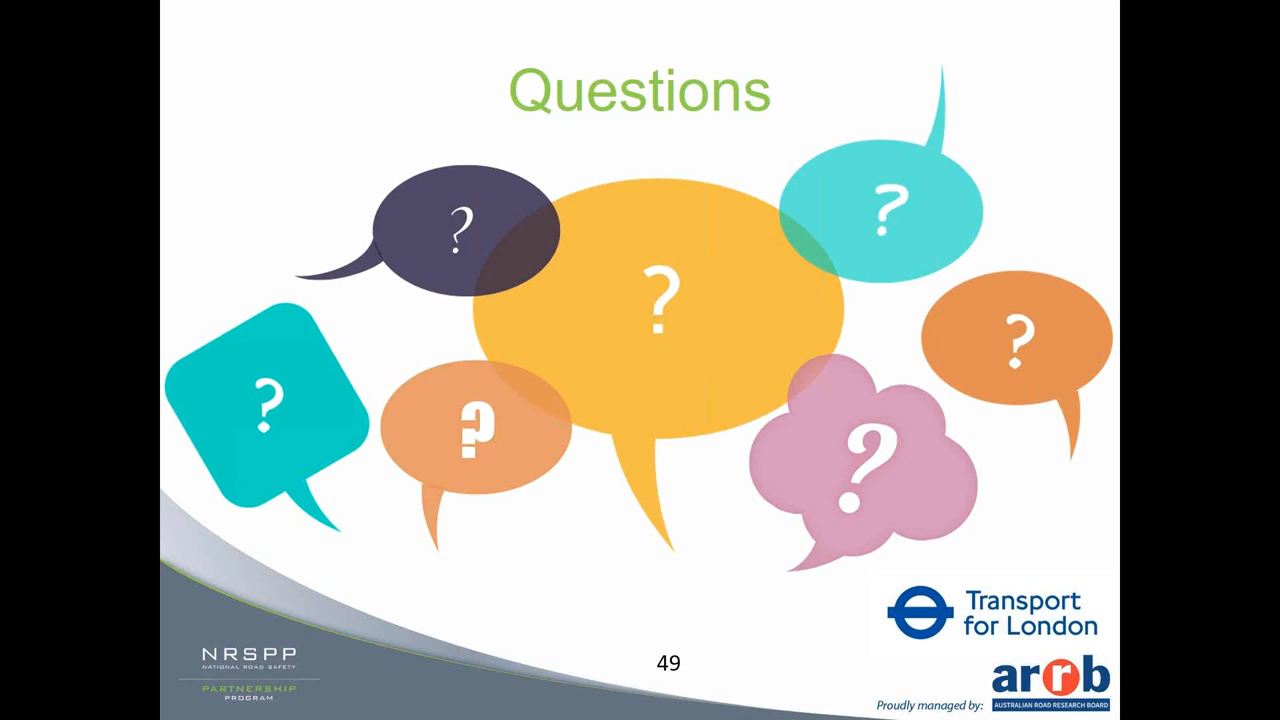 Questions
?
?
?
?
?
?
?
Transport
for London
NRSPP
NATIONAL ROAD SAFETY
PARTNERSHIP
PROGRAM
49
arrb
Proudly managed by:
AUSTRALIAN ROAD RESEARCH BOARD